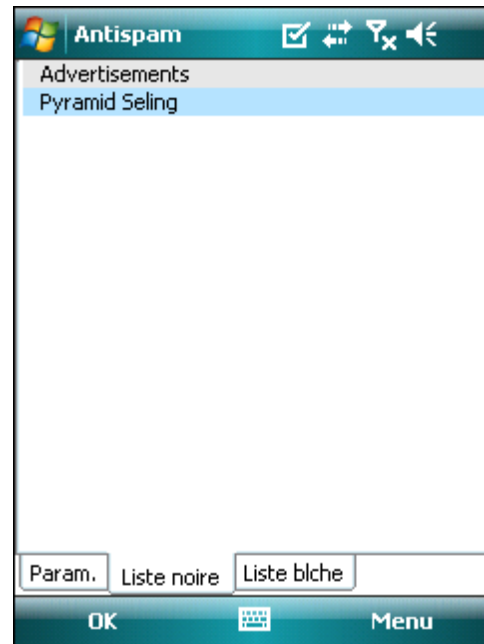 Antispam
Advertisements
Pyramid Seling
Param. Liste noire Liste blche
OK Menu